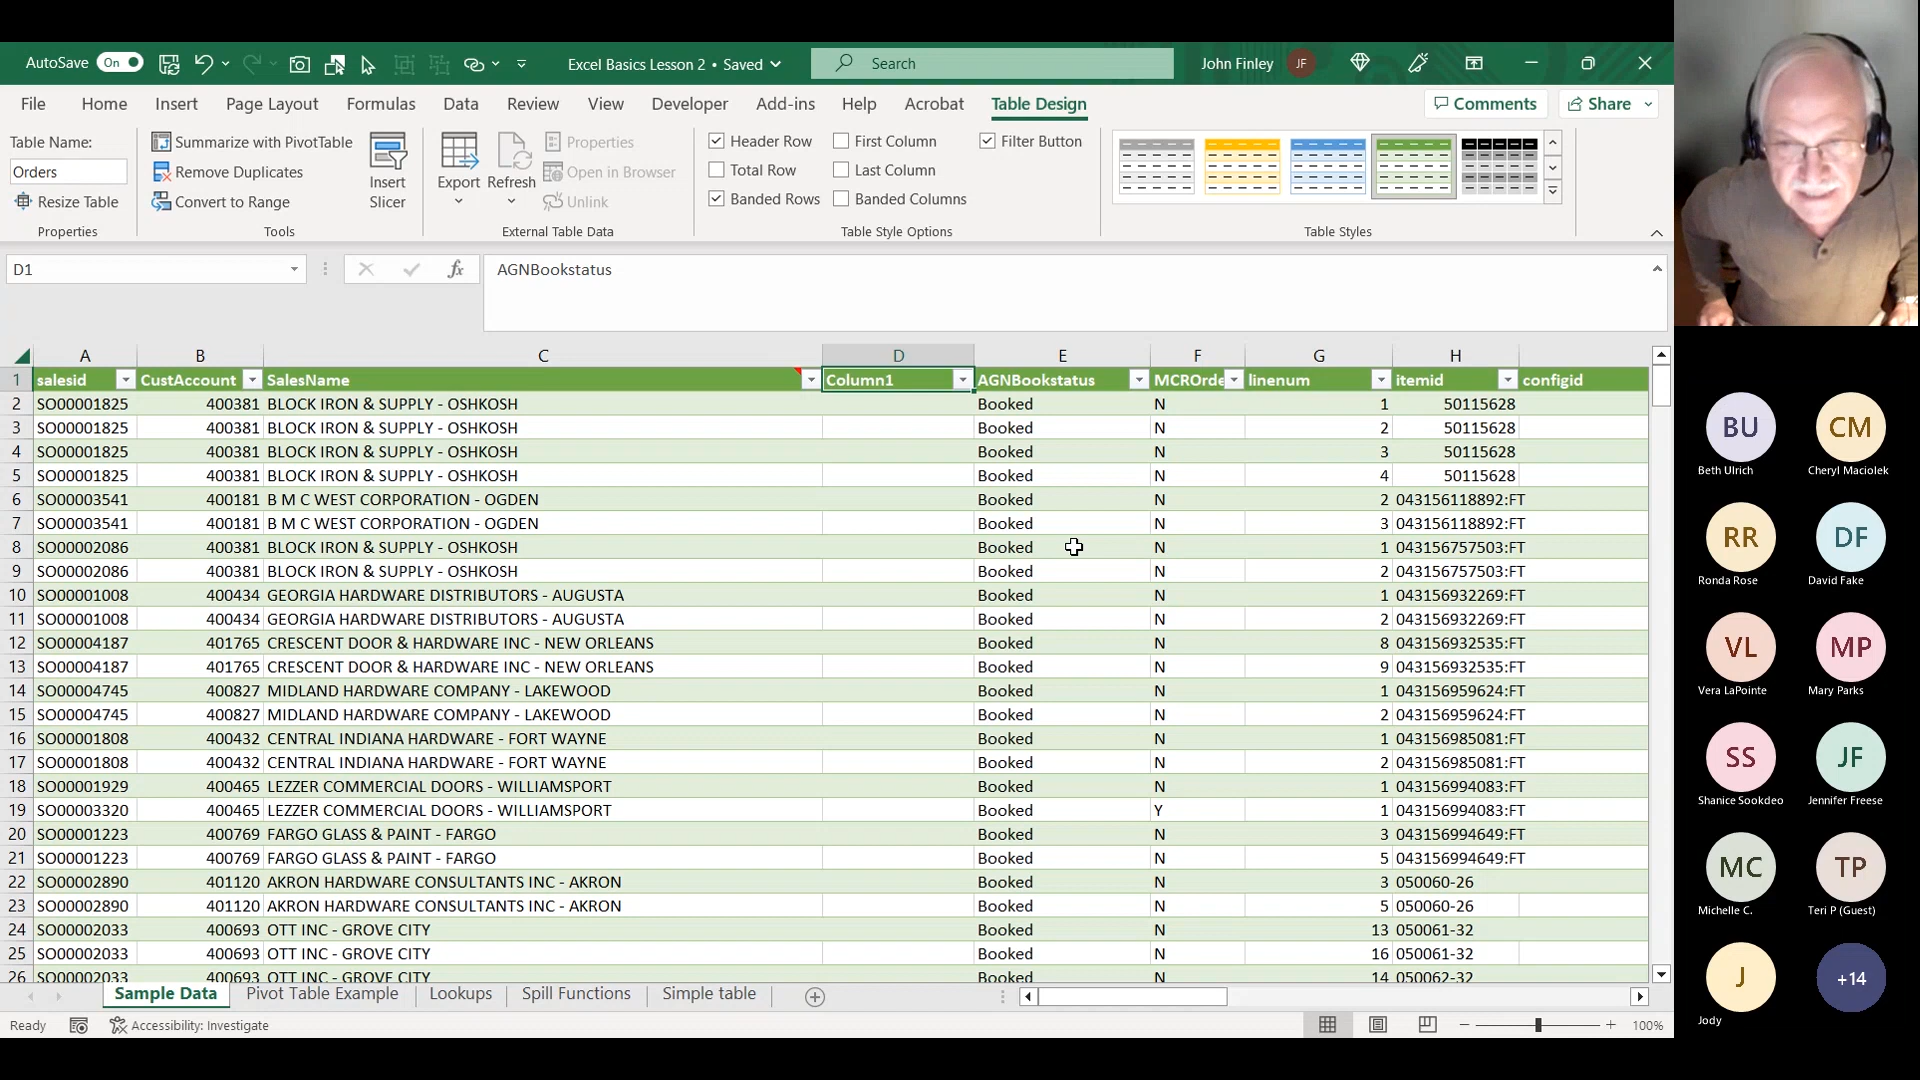 AutoSave On Excel Basics Lesson 2 • Saved Search John Finley JF
File Home Insert Page Layout Formulas Data Review View Developer Add-ins Help Acrobat Table Design Comments Share
Table Name:
Orders
Resize Table
Properties
Summarize with PivotTable
Remove Duplicates
Convert to Range
Insert
Slicer
Tools
Export Refresh
Properties
Open in Browser
Unlink
External Table Data
Header Row First Column Filter Button
Total Row Last Column
Banded Rows Banded Columns
Table Style Options
Table Styles
D1 fx AGNBookstatus
A B C D E F G H
1 salesid CustAccount SalesName Column1 AGNBookstatus MCROrde linenum itemid configid
2 SO00001825 400381 BLOCK IRON & SUPPLY - OSHKOSH Booked N 1 50115628
3 SO00001825 400381 BLOCK IRON & SUPPLY - OSHKOSH Booked N 2 50115628
4 SO00001825 400381 BLOCK IRON & SUPPLY - OSHKOSH Booked N 3 50115628
5 SO00001825 400381 BLOCK IRON & SUPPLY - OSHKOSH Booked N 4 50115628
6 SO00003541 400181 B M C WEST CORPORATION - OGDEN Booked N 2 043156118892:FT
7 SO00003541 400181 B M C WEST CORPORATION - OGDEN Booked N 3 043156118892:FT
8 SO00002086 400381 BLOCK IRON & SUPPLY - OSHKOSH Booked N 1 043156757503:FT
9 SO00002086 400381 BLOCK IRON & SUPPLY - OSHKOSH Booked N 2 043156757503:FT
10 SO00001008 400434 GEORGIA HARDWARE DISTRIBUTORS - AUGUSTA Booked N 1 043156932269:FT
11 SO00001008 400434 GEORGIA HARDWARE DISTRIBUTORS - AUGUSTA Booked N 2 043156932269:FT
12 SO00004187 401765 CRESCENT DOOR & HARDWARE INC - NEW ORLEANS Booked N 8 043156932535:FT
13 SO00004187 401765 CRESCENT DOOR & HARDWARE INC - NEW ORLEANS Booked N 9 043156932535:FT
14 SO00004745 400827 MIDLAND HARDWARE COMPANY - LAKEWOOD Booked N 1 043156959624:FT
15 SO00004745 400827 MIDLAND HARDWARE COMPANY - LAKEWOOD Booked N 2 043156959624:FT
16 SO00001808 400432 CENTRAL INDIANA HARDWARE - FORT WAYNE Booked N 1 043156985081:FT
17 SO00001808 400432 CENTRAL INDIANA HARDWARE - FORT WAYNE Booked N 2 043156985081:FT
18 SO00001929 400465 LEZZER COMMERCIAL DOORS - WILLIAMSPORT Booked N 1 043156994083:FT
19 SO00003320 400465 LEZZER COMMERCIAL DOORS - WILLIAMSPORT Booked Y 1 043156994083:FT
20 SO00001223 400769 FARGO GLASS & PAINT - FARGO Booked N 3 043156994649:FT
21 SO00001223 400769 FARGO GLASS & PAINT - FARGO Booked N 5 043156994649:FT
22 SO00002890 401120 AKRON HARDWARE CONSULTANTS INC - AKRON Booked N 3 050060-26
23 SO00002890 401120 AKRON HARDWARE CONSULTANTS INC - AKRON Booked N 5 050060-26
24 SO00002033 400693 OTT INC - GROVE CITY Booked N 13 050061-32
25 SO00002033 400693 OTT INC - GROVE CITY Booked N 16 050061-32
26 SO00002033 400693 OTT INC - GROVE CITY Booked N 14 050062-32
Sample Data Pivot Table Example Lookups Spill Functions Simple table
Ready Accessibility: Investigate 100%
BU CM
Beth Ulrich Cheryl Maciolek
RR DF
Ronda Rose David Fake
VL MP
Vera LaPointe Mary Parks
SS JF
Shanice Sookdeo Jennifer Freese
MC TP
Michelle C. Teri P (Guest)
J +14
Jody